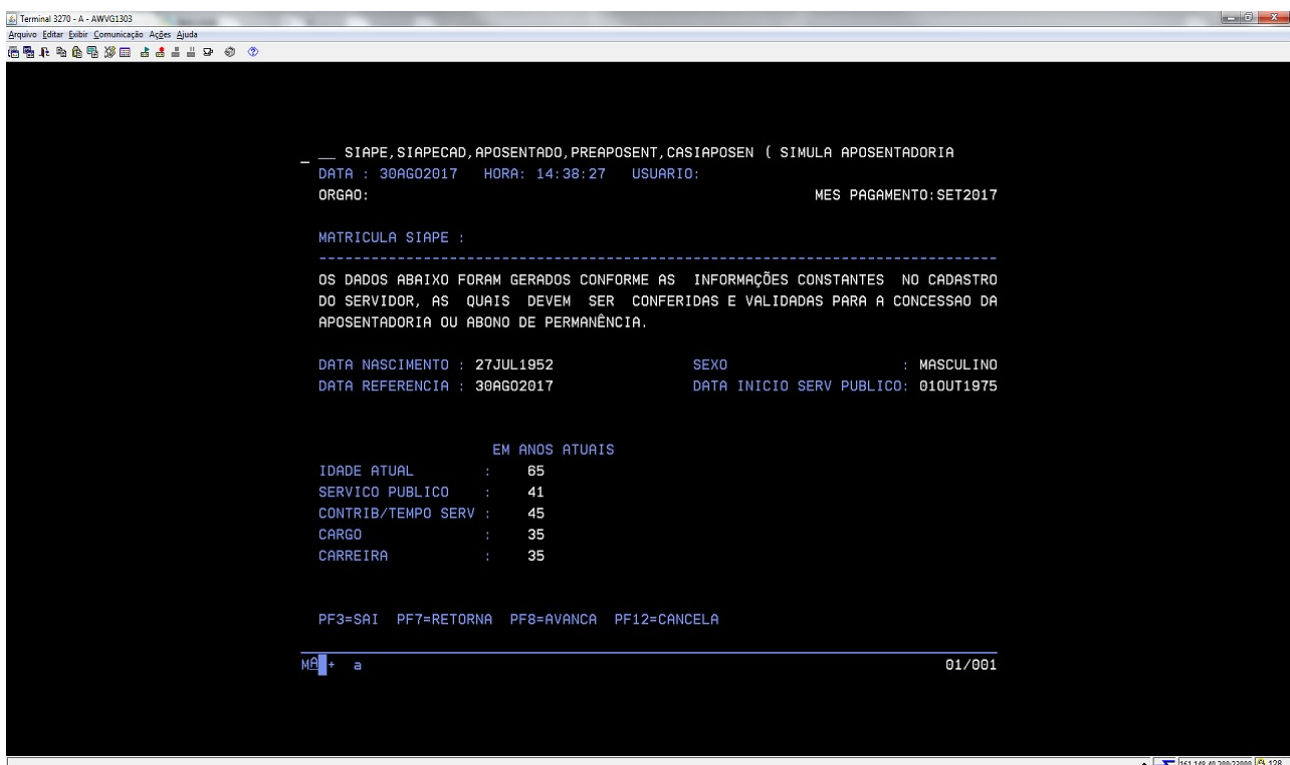 Terminal 3270 - A - AWVG1303
Arquivo Editar Exibir Comunicação Ações Ajuda
__ SIAPE,SIAPECAD,APOSENTADO,PREAPOSENT,CASIAPOSEN ( SIMULA APOSENTADORIA
DATA : 30AGO2017 HORA: 14:38:27 USUARIO:
ORGAO: MES PAGAMENTO:SET2017
MATRICULA SIAPE :
------------------------------------------------------------------------------
OS DADOS ABAIXO FORAM GERADOS CONFORME AS INFORMAÇÕES CONSTANTES NO CADASTRO
DO SERVIDOR, AS QUAIS DEVEM SER CONFERIDAS E VALIDADAS PARA A CONCESSAO DA
APOSENTADORIA OU ABONO DE PERMANÊNCIA.
DATA NASCIMENTO : 27JUL1952 SEXO : MASCULINO
DATA REFERENCIA : 30AGO2017 DATA INICIO SERV PUBLICO: 01OUT1975
EM ANOS ATUAIS
IDADE ATUAL : 65
SERVICO PUBLICO : 41
CONTRIB/TEMPO SERV : 45
CARGO : 35
CARREIRA : 35
PF3=SAI PF7=RETORNA PF8=AVANCA PF12=CANCELA
MA + a 01/001
128